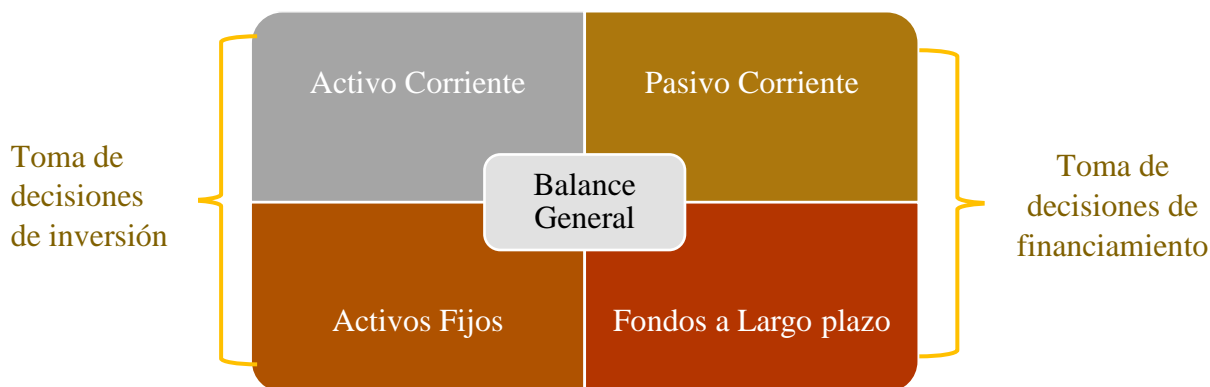 Activo Corriente
Pasivo Corriente
Toma de
decisiones
de inversión
Balance
General
Toma de
decisiones de
financiamiento
Activos Fijos
Fondos a Largo plazo